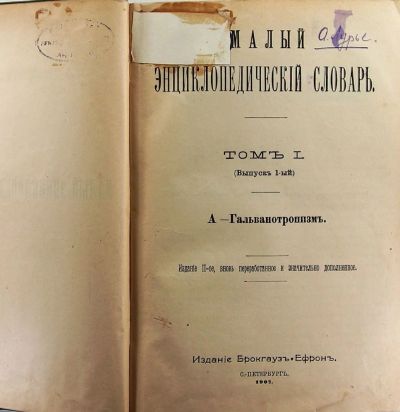 МАЛЫЙ
ЭНЦИКЛОПЕДИЧЕСКІЙ СЛОВАРЬ.
ТОМЪ I.
(Выпускъ 1-ый)
А —Гальванотропизмъ.
Изданіе II-ое, вновь переработанное и значительно дополненное.
Изданіе Брокгаузъ-Ефронъ.
С.-ПЕТЕРБУРГЪ.
1907.